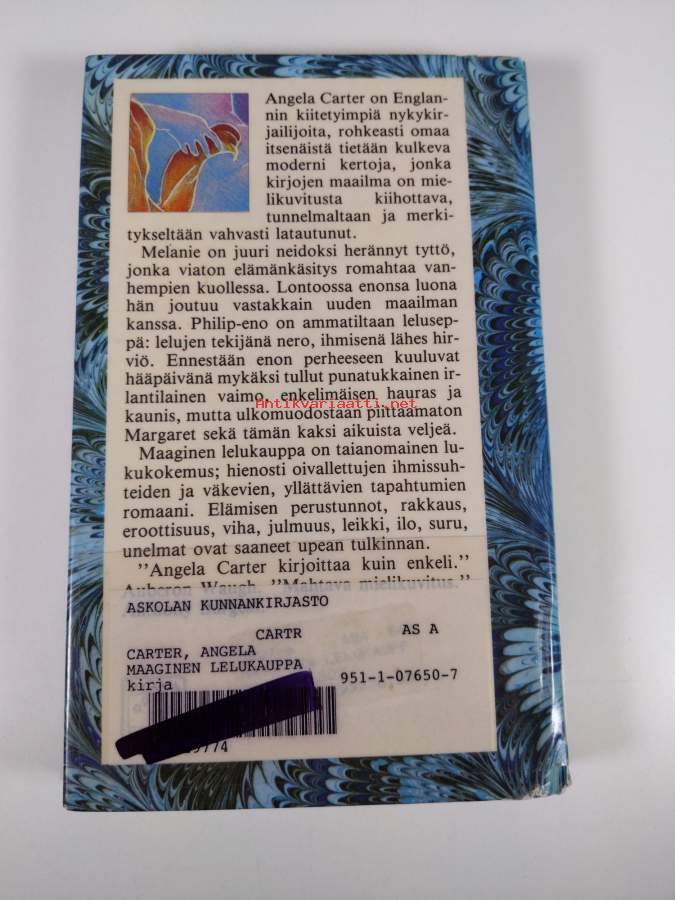 Angela Carter on Englan-
nin kiitetyimpiä nykykir-
jailijoita, rohkeasti omaa
itsenäistä tietään kulkeva
moderni kertoja, jonka
kirjojen maailma on mie-
likuvitusta kiihottava,
tunnelmaltaan ja merki-
tykseltään vahvasti latautunut.
Melanie on juuri neidoksi herännyt tyttö,
jonka viaton elämänkäsitys romahtaa van-
hempien kuollessa. Lontoossa enonsa luona
hän joutuu vastakkain uuden maailman
kanssa. Philip-eno on ammatiltaan lelusep-
pä: lelujen tekijänä nero, ihmisenä lähes hir-
viö. Ennestään enon perheeseen kuuluvat
hääpäivänä mykäksi tullut punatukkainen ir-
lantilainen vaimo, enkelimäisen hauras ja
Antikvariaatti.net
kaunis, mutta ulkomuodostaan piittaamaton
Margaret sekä tämän kaksi aikuista veljeä.
Maaginen lelukauppa on taianomainen lu-
kukokemus; hienosti oivallettujen ihmissuh-
teiden ja väkevien, yllättävien tapahtumien
romaani. Elämisen perustunnot, rakkaus,
eroottisuus, viha, julmuus, leikki, ilo, suru,
unelmat ovat saaneet upean tulkinnan.
”Angela Carter kirjoittaa kuin enkeli.”
Auberon Waugh. ”Mahtava mielikuvitus.”
ASKOLAN KUNNANKIRJASTO
CARTR AS A
CARTER, ANGELA
MAAGINEN LELUKAUPPA
kirja 951-1-07650-7